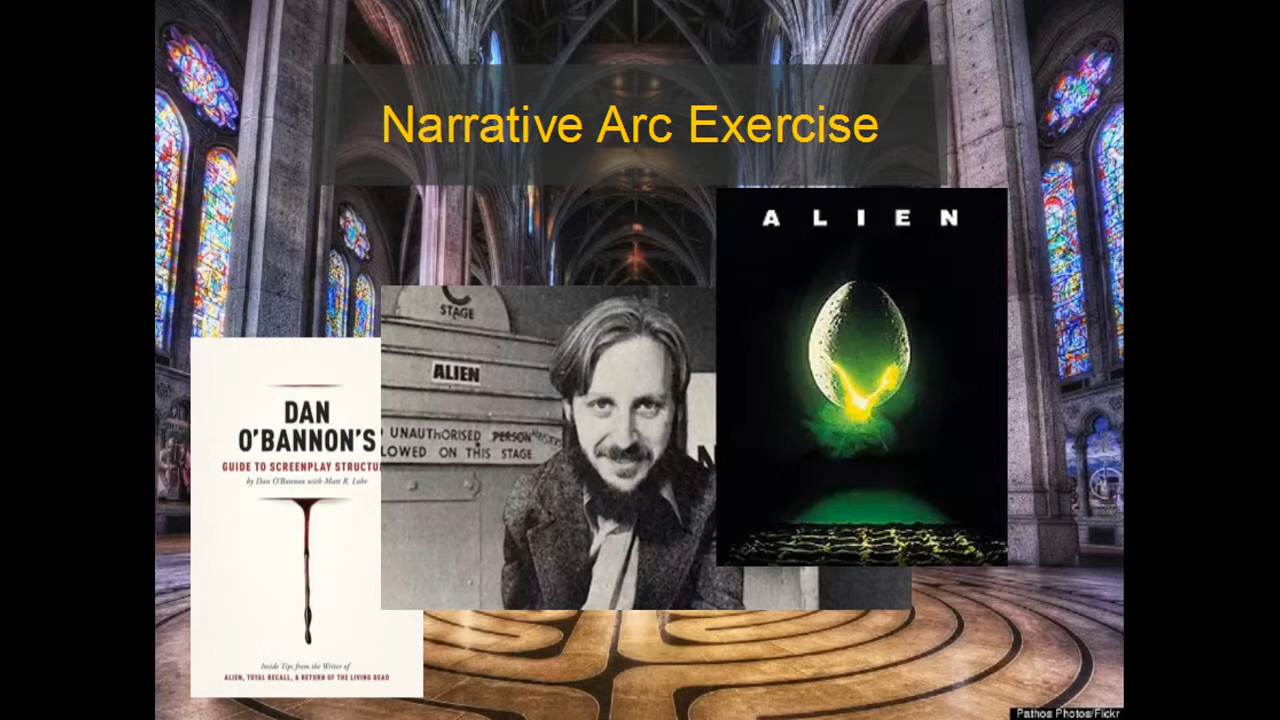 Narrative Arc Exercise
ALIEN
C
STAGE
ALIEN
UNAUTHORISED PERSON
LOWED ON THIS STAGE
N
DAN
O'BANNON'S
GUIDE TO SCREENPLAY STRUCTU
by Dan O'Bannon with Matt R. Lohr
Inside Tips from the Writer of
ALIEN, TOTAL RECALL, & RETURN OF THE LIVING DEAD
Pathos Photos/Flickr